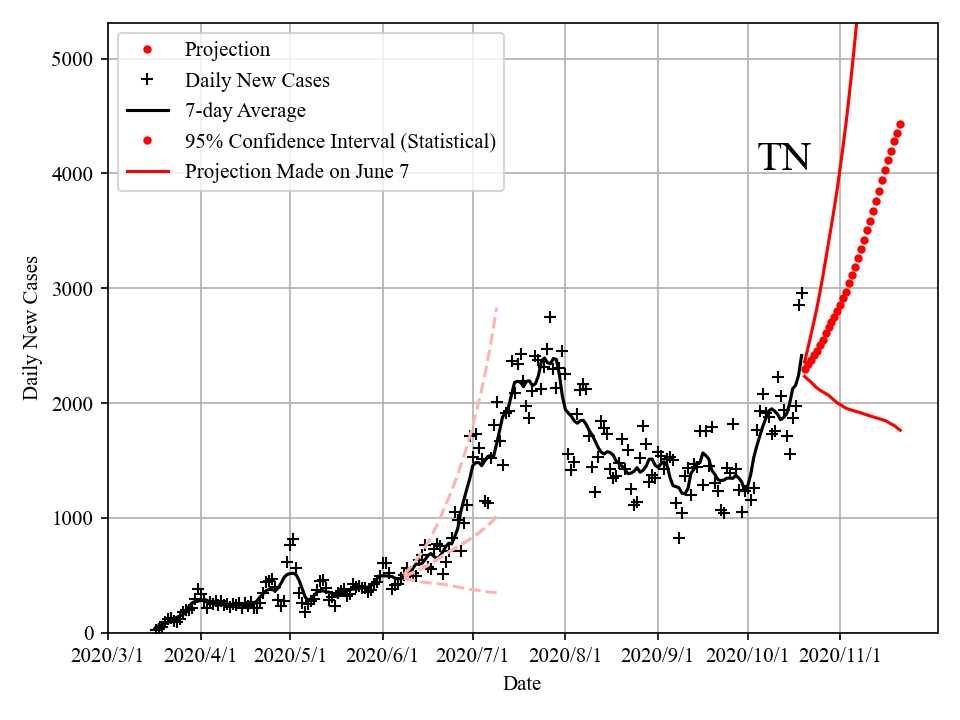 Projection
Daily New Cases
7-day Average
95% Confidence Interval (Statistical)
Projection Made on June 7
TN
5000
4000
3000
2000
1000
0
Daily New Cases
2020/3/1 2020/4/1 2020/5/1 2020/6/1 2020/7/1 2020/8/1 2020/9/1 2020/10/1 2020/11/1
Date